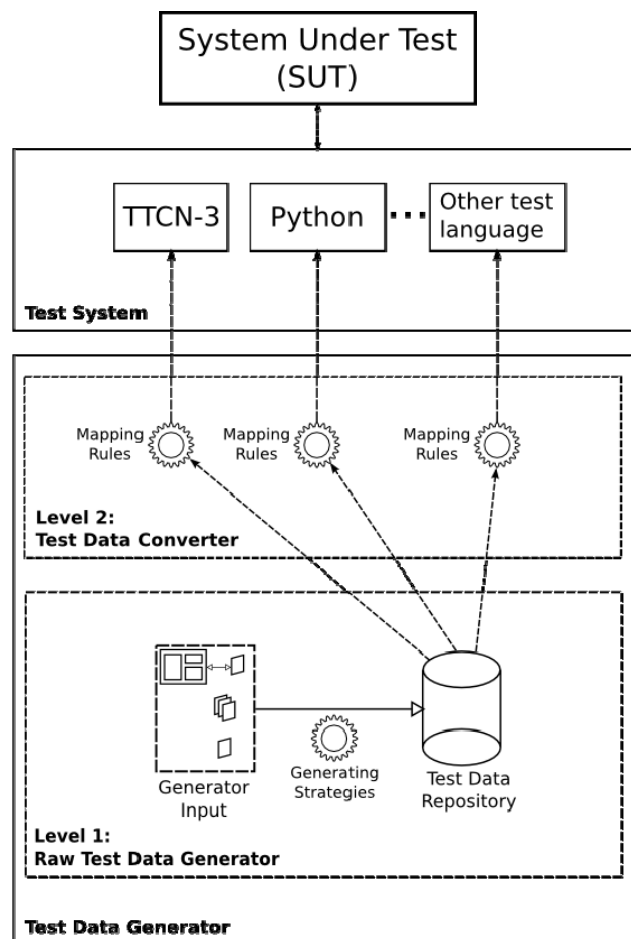 System Under Test
(SUT)
TTCN-3
Python
Other test
language
Test System
Mapping
Rules
Mapping
Rules
Mapping
Rules
Level 2:
Test Data Converter
Generator
Input
Generating
Strategies
Test Data
Repository
Level 1:
Raw Test Data Generator
Test Data Generator